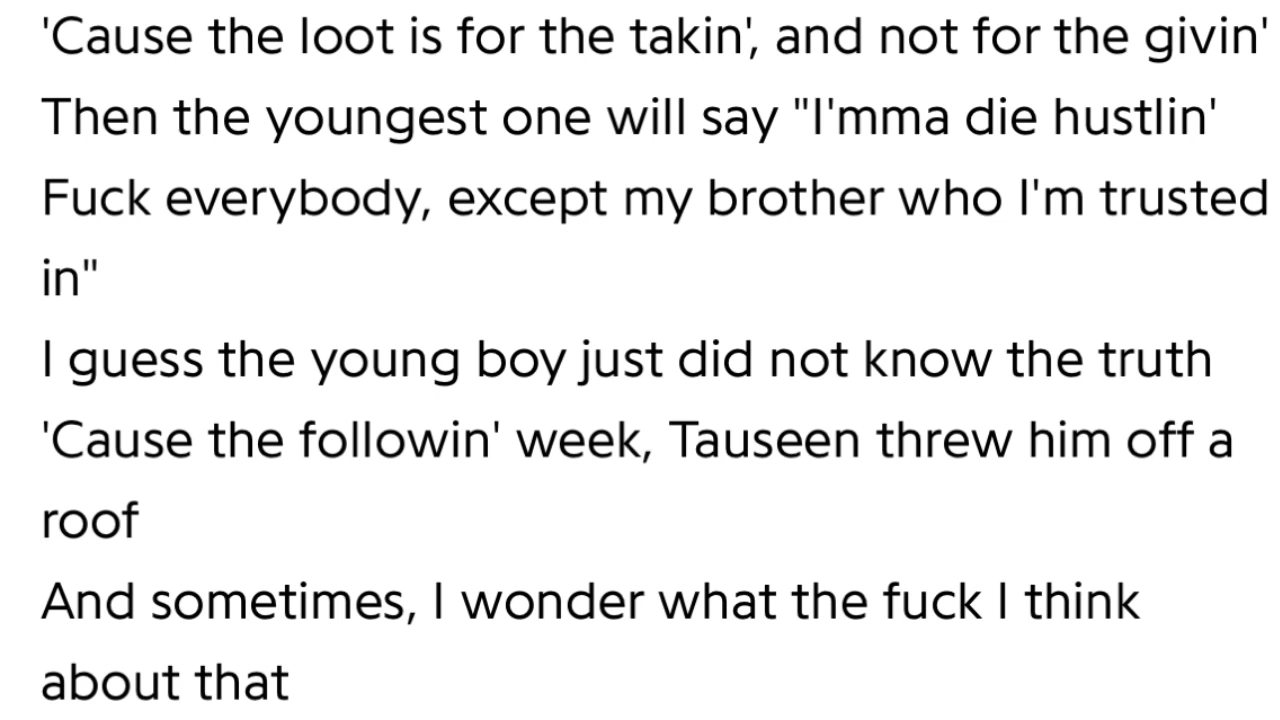 'Cause the loot is for the takin', and not for the givin'
Then the youngest one will say "I'mma die hustlin'
Fuck everybody, except my brother who I'm trusted
in"
I guess the young boy just did not know the truth
'Cause the followin' week, Tauseen threw him off a
roof
And sometimes, I wonder what the fuck I think
about that